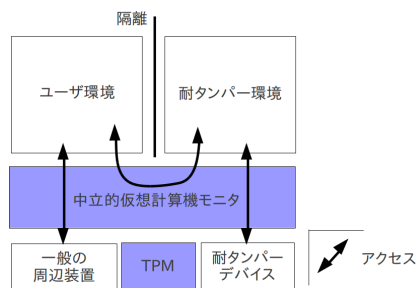 隔離
ユーザ環境
耐タンパー環境
中立的仮想計算機モニタ
一般の
周辺装置
TPM
耐タンパー
デバイス
アクセス